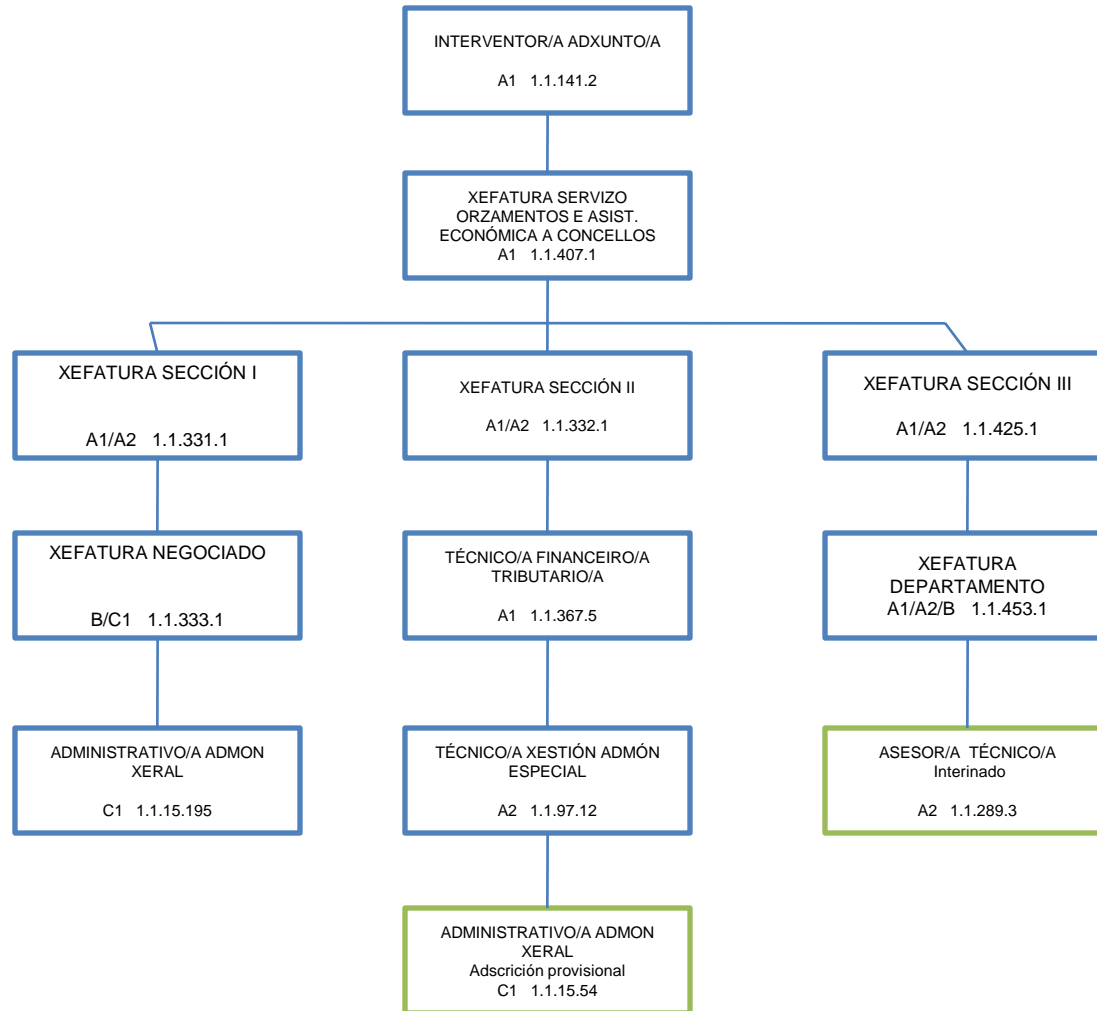 INTERVENTOR/A ADXUNTO/A
A1 1.1.141.2
XEFATURA SERVIZO
ORZAMENTOS E ASIST.
ECONÓMICA A CONCELLOS
A1 1.1.407.1
XEFATURA SECCIÓN I
A1/A2 1.1.331.1
XEFATURA SECCIÓN II
A1/A2 1.1.332.1
XEFATURA SECCIÓN III
A1/A2 1.1.425.1
XEFATURA NEGOCIADO
B/C1 1.1.333.1
TÉCNICO/A FINANCEIRO/A
TRIBUTARIO/A
A1 1.1.367.5
XEFATURA
DEPARTAMENTO
A1/A2/B 1.1.453.1
ADMINISTRATIVO/A ADMON
XERAL
C1 1.1.15.195
TÉCNICO/A XESTIÓN ADMÓN
ESPECIAL
A2 1.1.97.12
ASESOR/A TÉCNICO/A
Interinado
A2 1.1.289.3
ADMINISTRATIVO/A ADMON
XERAL
Adscrición provisional
C1 1.1.15.54